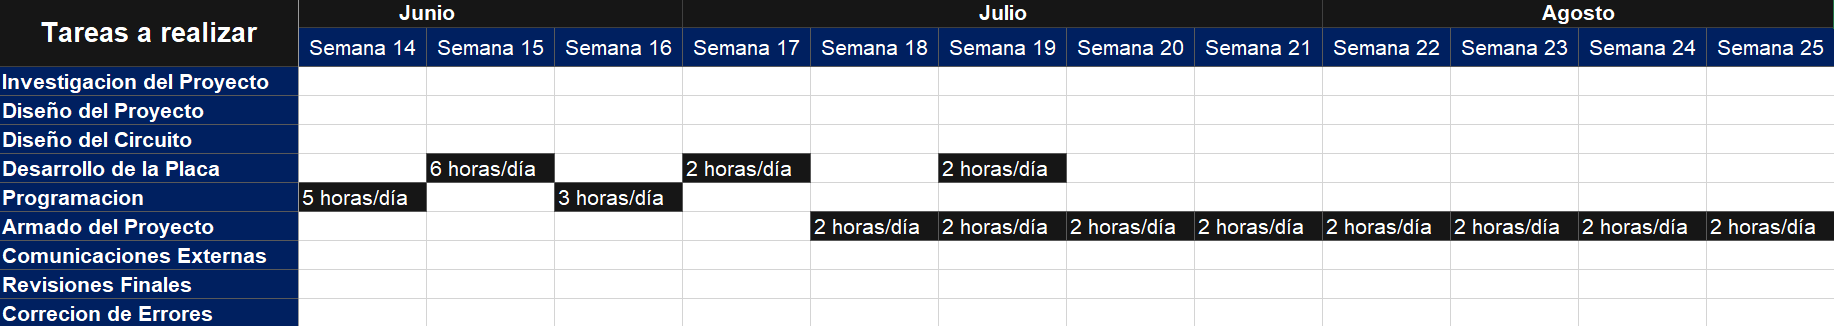 Tareas a realizar Junio Julio Agosto
Semana 14 Semana 15 Semana 16 Semana 17 Semana 18 Semana 19 Semana 20 Semana 21 Semana 22 Semana 23 Semana 24 Semana 25
Investigacion del Proyecto
Diseño del Proyecto
Diseño del Circuito
Desarrollo de la Placa 6 horas/día 2 horas/día 2 horas/día
Programacion 5 horas/día 3 horas/día
Armado del Proyecto 2 horas/día 2 horas/día 2 horas/día 2 horas/día 2 horas/día 2 horas/día 2 horas/día 2 horas/día
Comunicaciones Externas
Revisiones Finales
Correcion de Errores